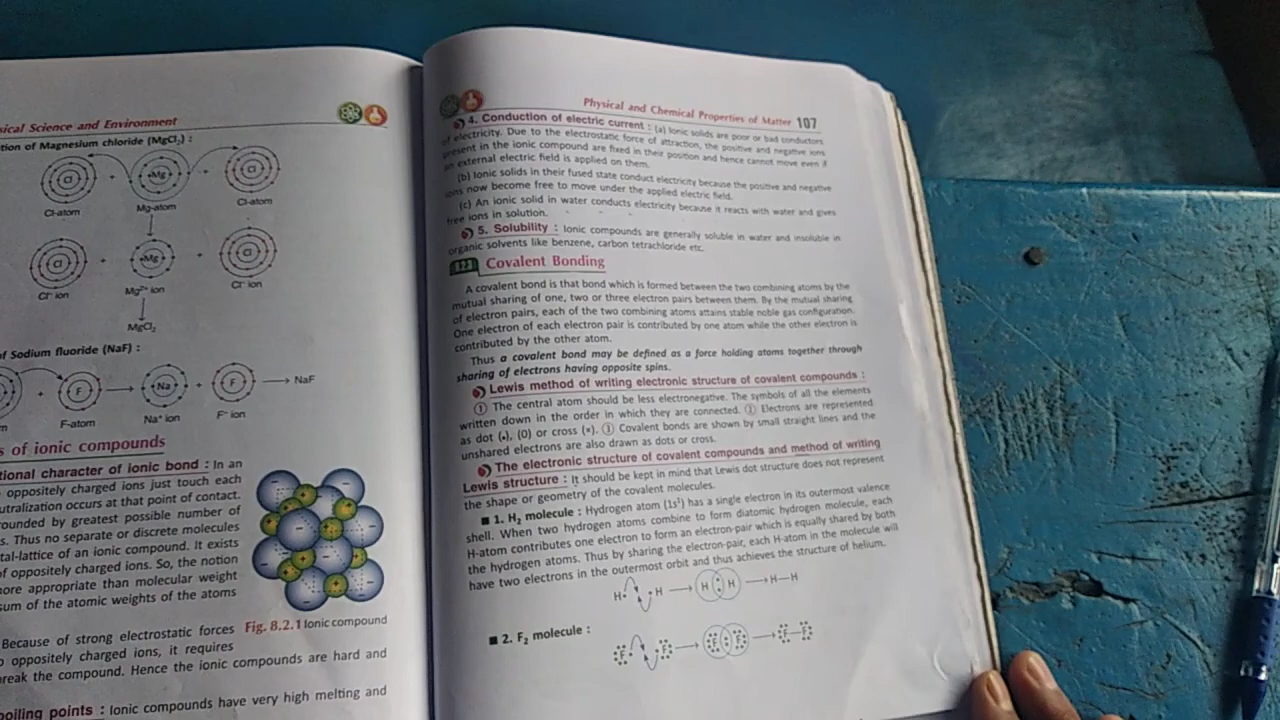 sical Science and Environment
tion of Magnesium chloride (MgCl₂) :
Cl
Mg
Cl
Cl-atom
Mg-atom
Cl-atom
Cl
Mg
Cl
Cl⁻ ion
Mg²⁺ ion
Cl⁻ ion
MgCl₂
f Sodium fluoride (NaF) :
F
Na
F
NaF
m
F-atom
Na⁺ ion
F⁻ ion
s of ionic compounds
tional character of ionic bond : In an
oppositely charged ions just touch each
utralization occurs at that point of contact.
rounded by greatest possible number of
s. Thus no separate or discrete molecules
tal-lattice of an ionic compound. It exists
of oppositely charged ions. So, the notion
more appropriate than molecular weight
sum of the atomic weights of the atoms
Fig. 8.2.1 Ionic compound
Because of strong electrostatic forces
o oppositely charged ions, it requires
reak the compound. Hence the ionic compounds are hard and
boiling points : Ionic compounds have very high melting and
Physical and Chemical Properties of Matter 107
4. Conduction of electric current : (a) Ionic solids are poor or bad conductors
of electricity. Due to the electrostatic force of attraction, the positive and negative ions
present in the ionic compound are fixed in their position and hence cannot move even if
an external electric field is applied on them.
(b) Ionic solids in their fused state conduct electricity because the positive and negative
ions now become free to move under the applied electric field.
(c) An ionic solid in water conducts electricity because it reacts with water and gives
free ions in solution.
5. Solubility : Ionic compounds are generally soluble in water and insoluble in
organic solvents like benzene, carbon tetrachloride etc.
Covalent Bonding
A covalent bond is that bond which is formed between the two combining atoms by the
mutual sharing of one, two or three electron pairs between them. By the mutual sharing
of electron pairs, each of the two combining atoms attains stable noble gas configuration.
One electron of each electron pair is contributed by one atom while the other electron is
contributed by the other atom.
Thus a covalent bond may be defined as a force holding atoms together through
sharing of electrons having opposite spins.
Lewis method of writing electronic structure of covalent compounds :
① The central atom should be less electronegative. The symbols of all the elements
written down in the order in which they are connected. ② Electrons are represented
as dot (•), (0) or cross (×). ③ Covalent bonds are shown by small straight lines and the
unshared electrons are also drawn as dots or cross.
The electronic structure of covalent compounds and method of writing
Lewis structure : It should be kept in mind that Lewis dot structure does not represent
the shape or geometry of the covalent molecules.
■ 1. H₂ molecule : Hydrogen atom (1s¹) has a single electron in its outermost valence
shell. When two hydrogen atoms combine to form diatomic hydrogen molecule, each
H-atom contributes one electron to form an electron-pair which is equally shared by both
the hydrogen atoms. Thus by sharing the electron-pair, each H-atom in the molecule will
have two electrons in the outermost orbit and thus achieves the structure of helium.
H• •H → H : H → H—H
■ 2. F₂ molecule :
F F → F : F → F—F